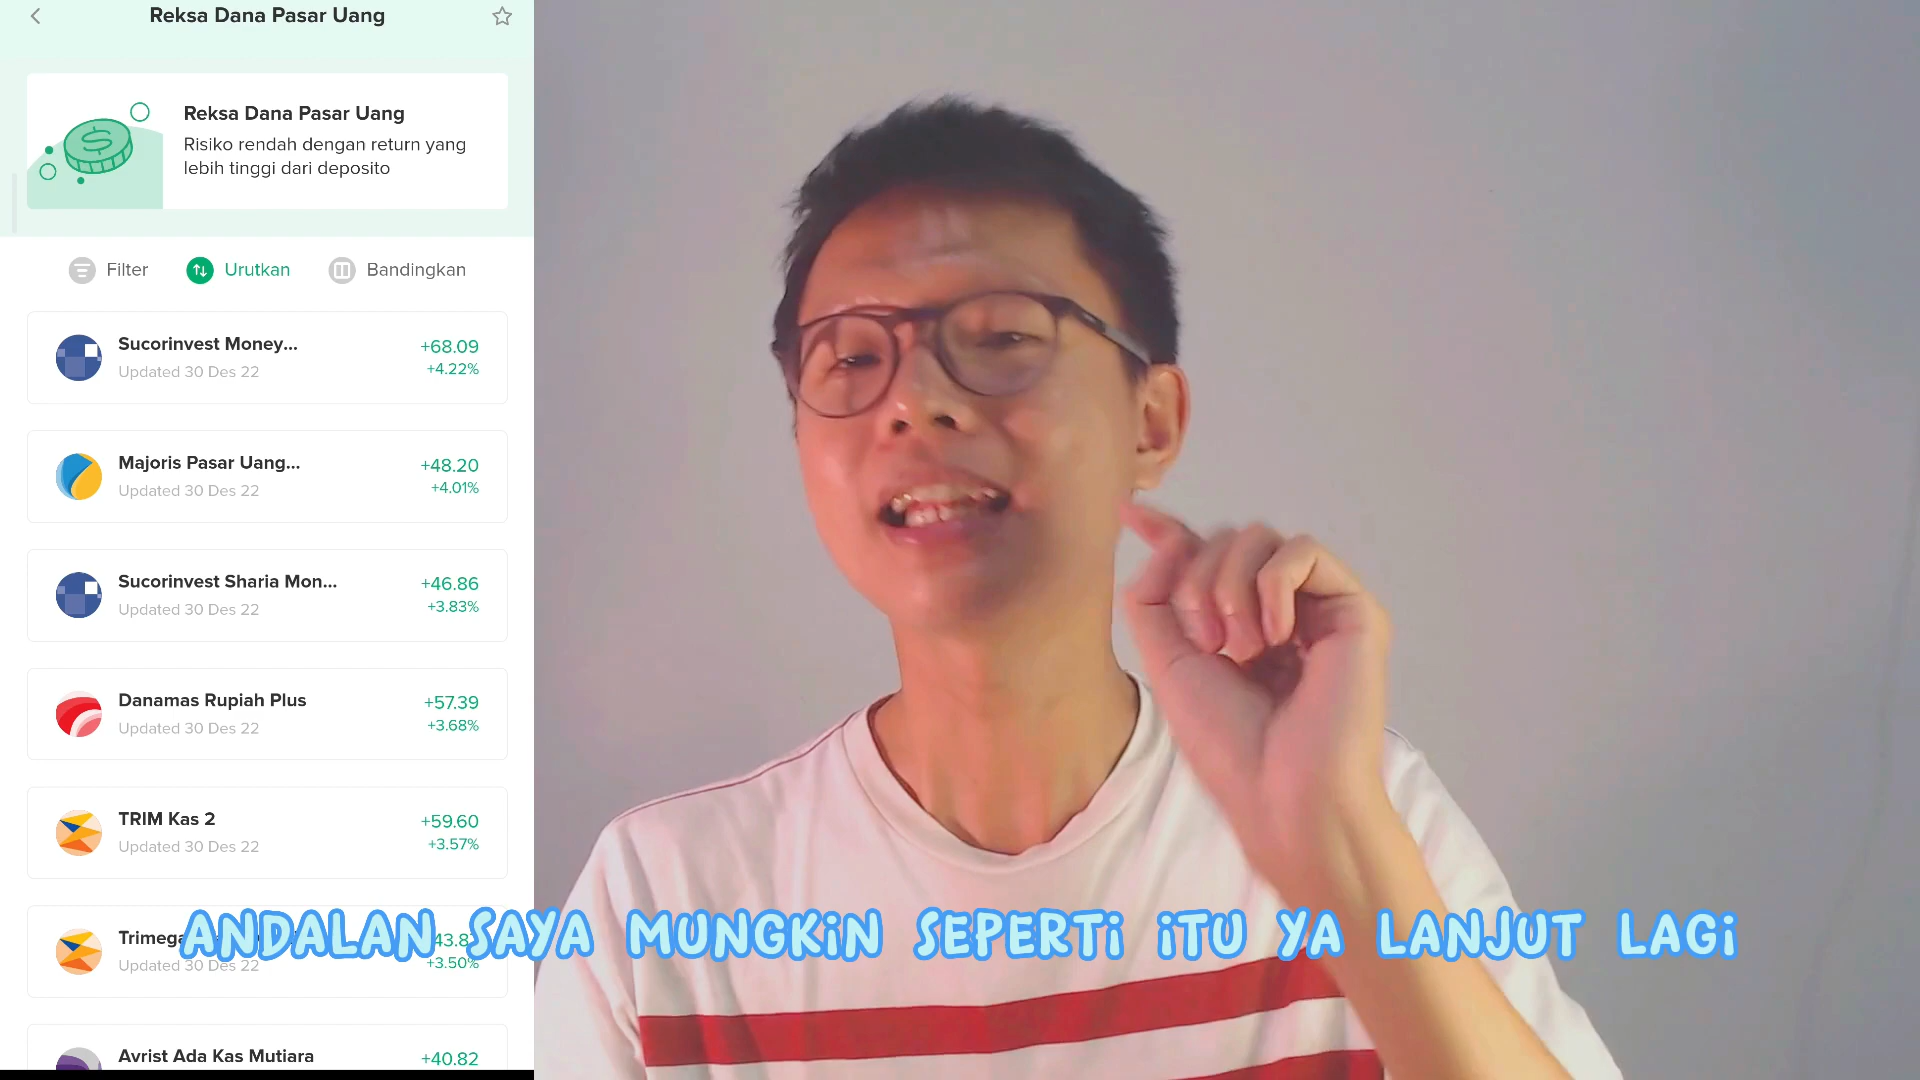 Reksa Dana Pasar Uang
Reksa Dana Pasar Uang
Risiko rendah dengan return yang
lebih tinggi dari deposito
Filter
Urutkan
Bandingkan
Sucorinvest Money...
+68.09
Updated 30 Des 22
+4.22%
Majoris Pasar Uang...
+48.20
Updated 30 Des 22
+4.01%
Sucorinvest Sharia Mon...
+46.86
Updated 30 Des 22
+3.83%
Danamas Rupiah Plus
+57.39
Updated 30 Des 22
+3.68%
TRIM Kas 2
+59.60
Updated 30 Des 22
+3.57%
ANDALAN SAYA MUNGKIN SEPERTI ITU YA LANJUT LAGI
Updated 30 Des 22
+3.50%
Avrist Ada Kas Mutiara
+40.82